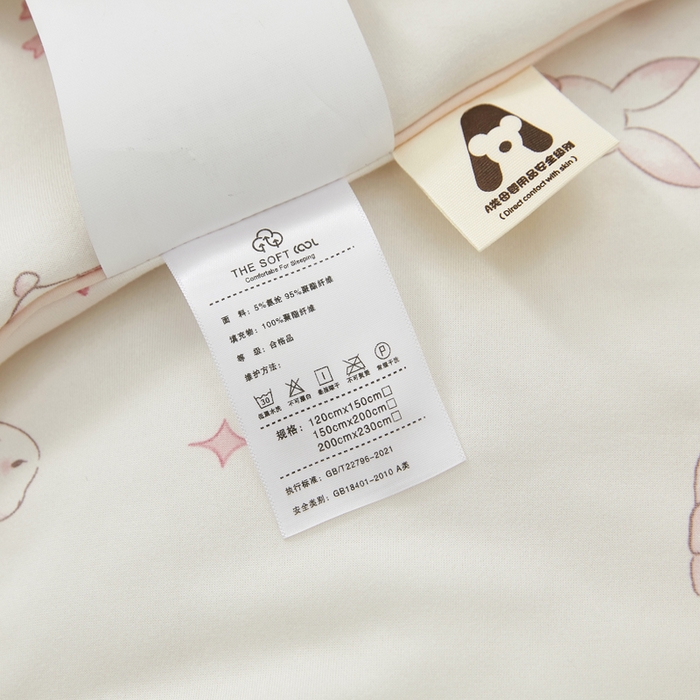 A类母婴用品安全级别
( Direct contact with skin )
THE SOFT COOL
Comfortabs For Sleeping
面 料: 5%氨纶 95%聚酯纤维
填充物: 100%聚酯纤维
等 级: 合格品
维护方法:
30
低温水洗 不可漂白 悬挂晾干 不可熨烫 常规干洗
P
规格: 120cmx150cm□
150cmx200cm□
200cmx230cm□
执行标准: GB/T22796-2021
安全类别: GB18401-2010 A类